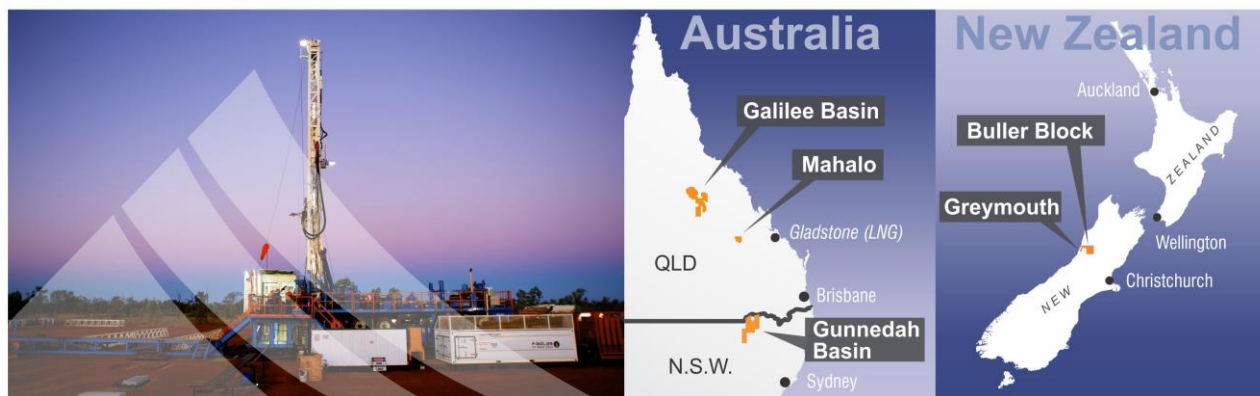 Australia
Galilee Basin
Mahalo
Gladstone (LNG)
QLD
Brisbane
Gunnedah
Basin
N.S.W.
Sydney
New Zealand
Auckland
Buller Block
ZEALAND
Greymouth
Wellington
Christchurch
NEW